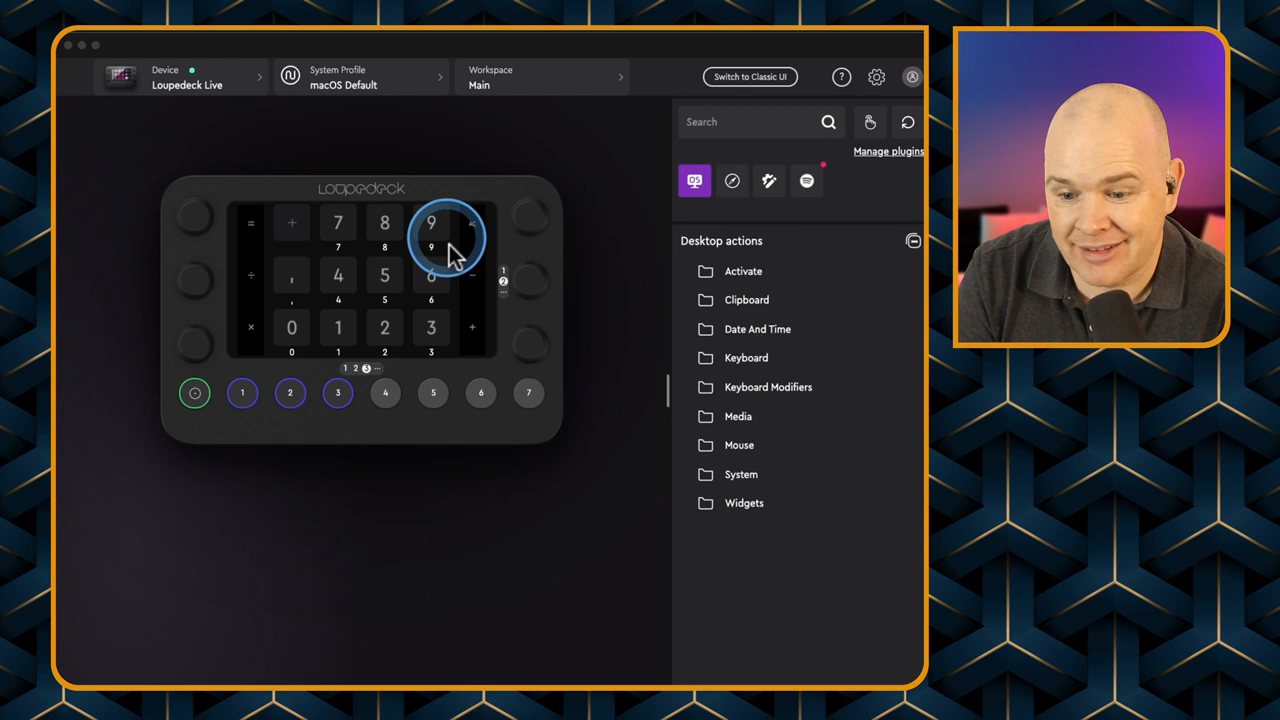 Device
Loupedeck Live
System Profile
macOS Default
Workspace
Main
Switch to Classic UI
?
Search
Manage plugins
OS
Loupedeck
= + 7 8 9
7 8 9
÷ , 4 5 6 −
, 4 5 6
× 0 1 2 3 +
0 1 2 3
1
2
...
1 2 3 ...
1 2 3 4 5 6 7
Desktop actions
Activate
Clipboard
Date And Time
Keyboard
Keyboard Modifiers
Media
Mouse
System
Widgets